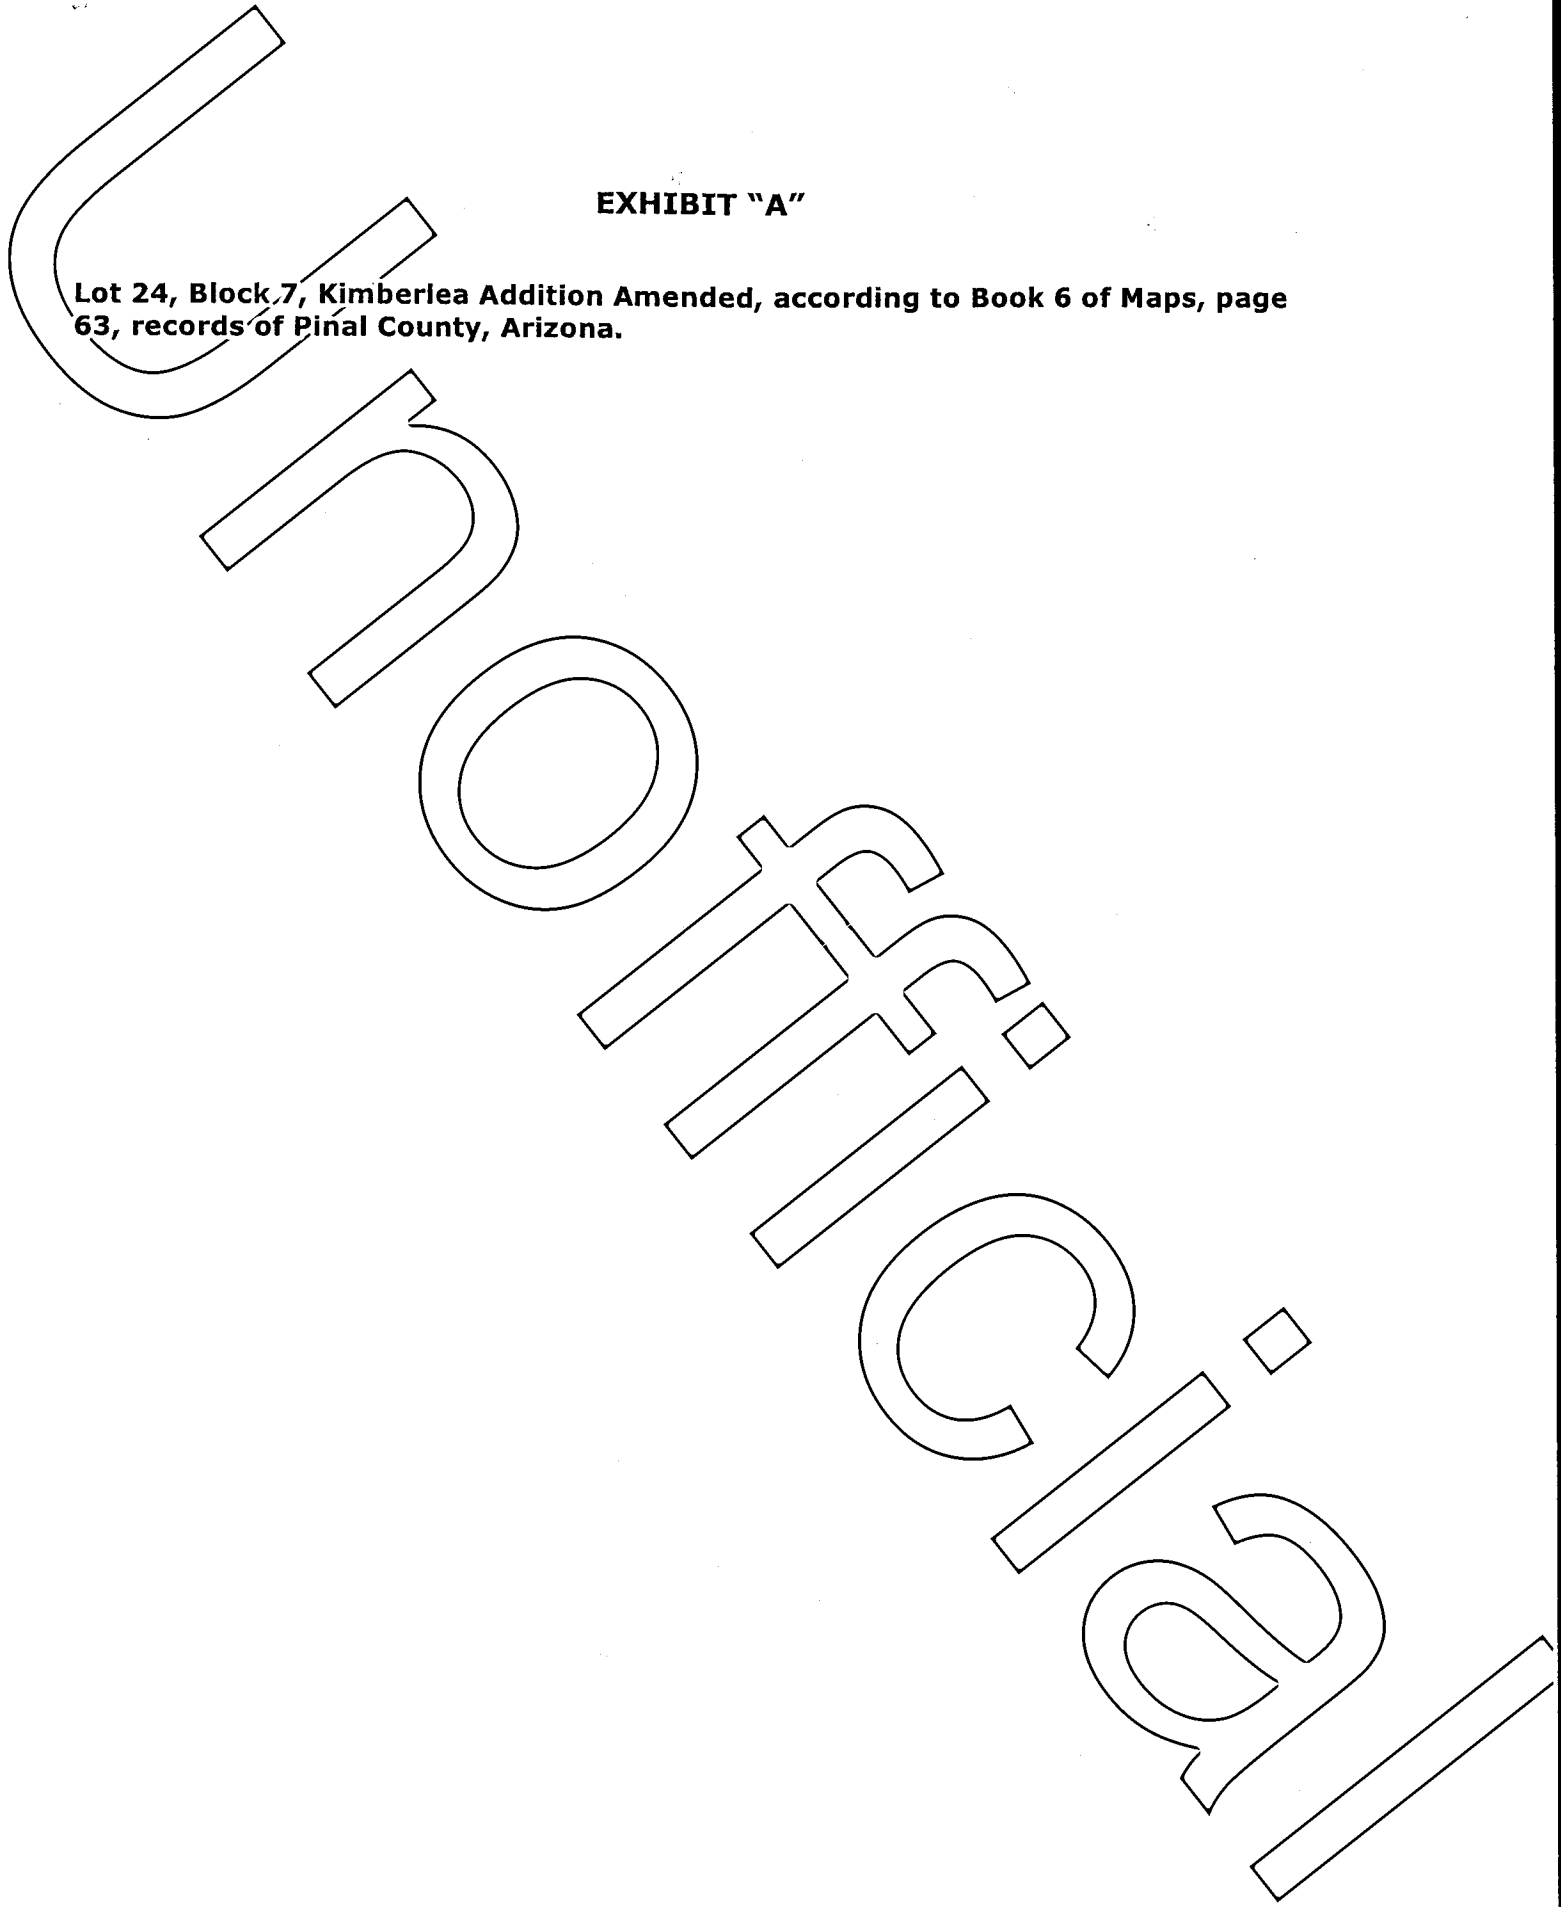 EXHIBIT “A”
Lot 24, Block 7, Kimberlea Addition Amended, according to Book 6 of Maps, page
63, records of Pinal County, Arizona.
Unofficial